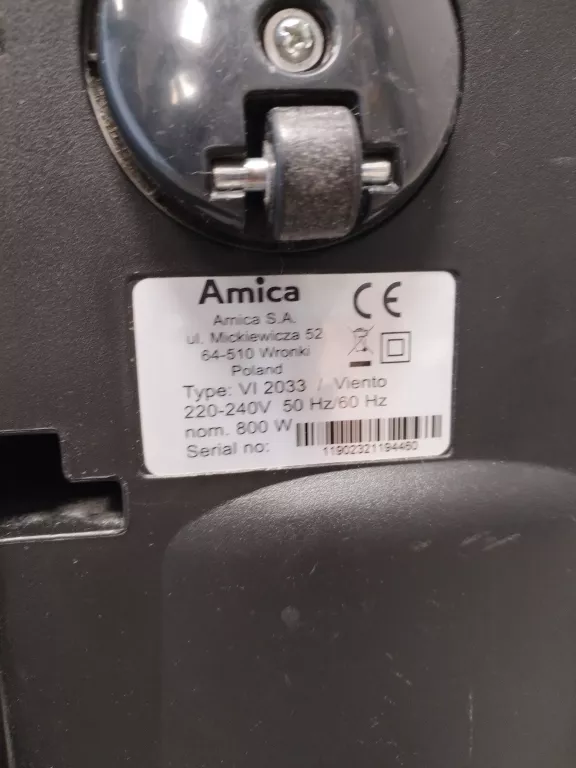 Amica
Amica S.A.
ul. Mickiewicza 52
64-510 Wronki
Poland
Type: VI 2033 / Viento
220-240V 50 Hz/60 Hz
nom. 800 W
Serial no:
11902321194460
CE